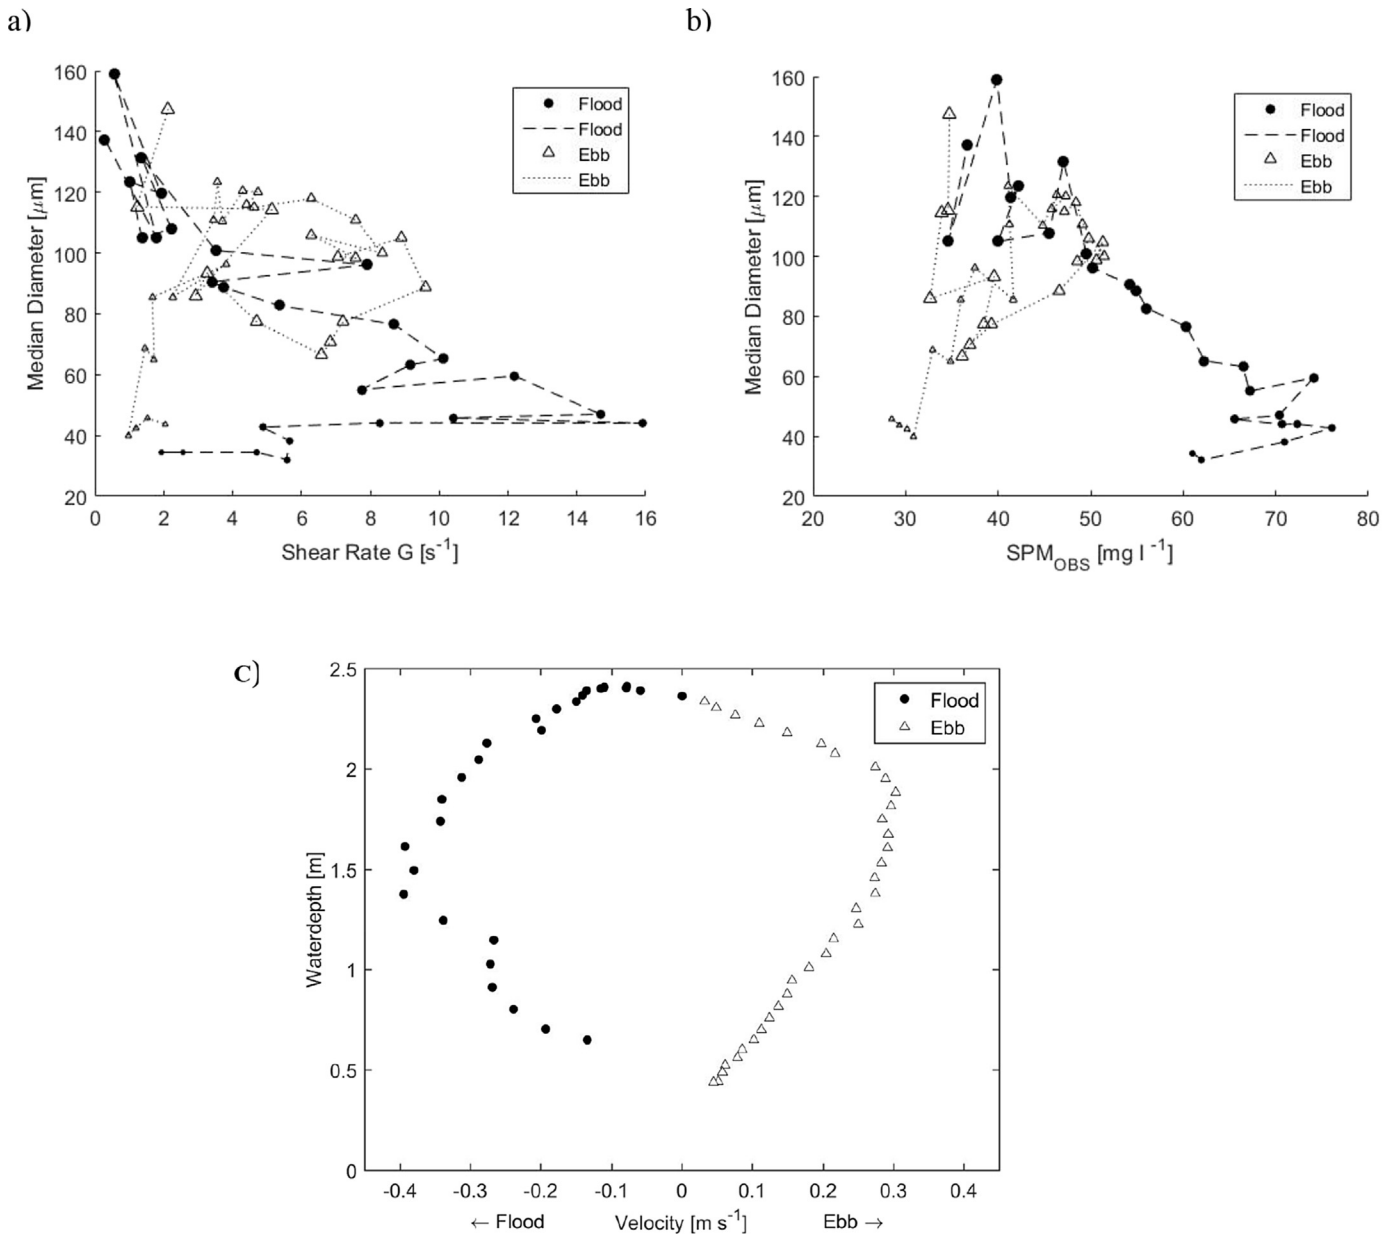 a)
160
140
120
100
80
60
40
20
0 2 4 6 8 10 12 14 16
Median Diameter [μm]
Shear Rate G [s⁻¹]
Flood
Flood
Ebb
Ebb
b)
160
140
120
100
80
60
40
20
20 30 40 50 60 70 80
Median Diameter [μm]
SPM_OBS [mg l⁻¹]
Flood
Flood
Ebb
Ebb
c)
2.5
2
1.5
1
0.5
0
-0.4 -0.3 -0.2 -0.1 0 0.1 0.2 0.3 0.4
Waterdepth [m]
← Flood Velocity [m s⁻¹] Ebb →
Flood
Ebb